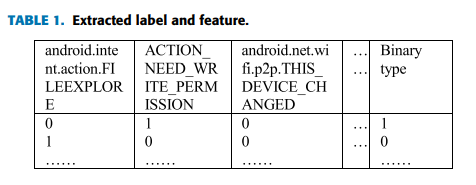 TABLE 1. Extracted label and feature.
android.inte ACTION_ android.net.wi ... Binary
nt.action.FI NEED_WR fi.p2p.THIS_ ... type
LEEXPLOR ITE_PERM DEVICE_CH
E ISSION ANGED
0 1 0 ... 1
1 0 0 ... 0
...... ...... ...... ......